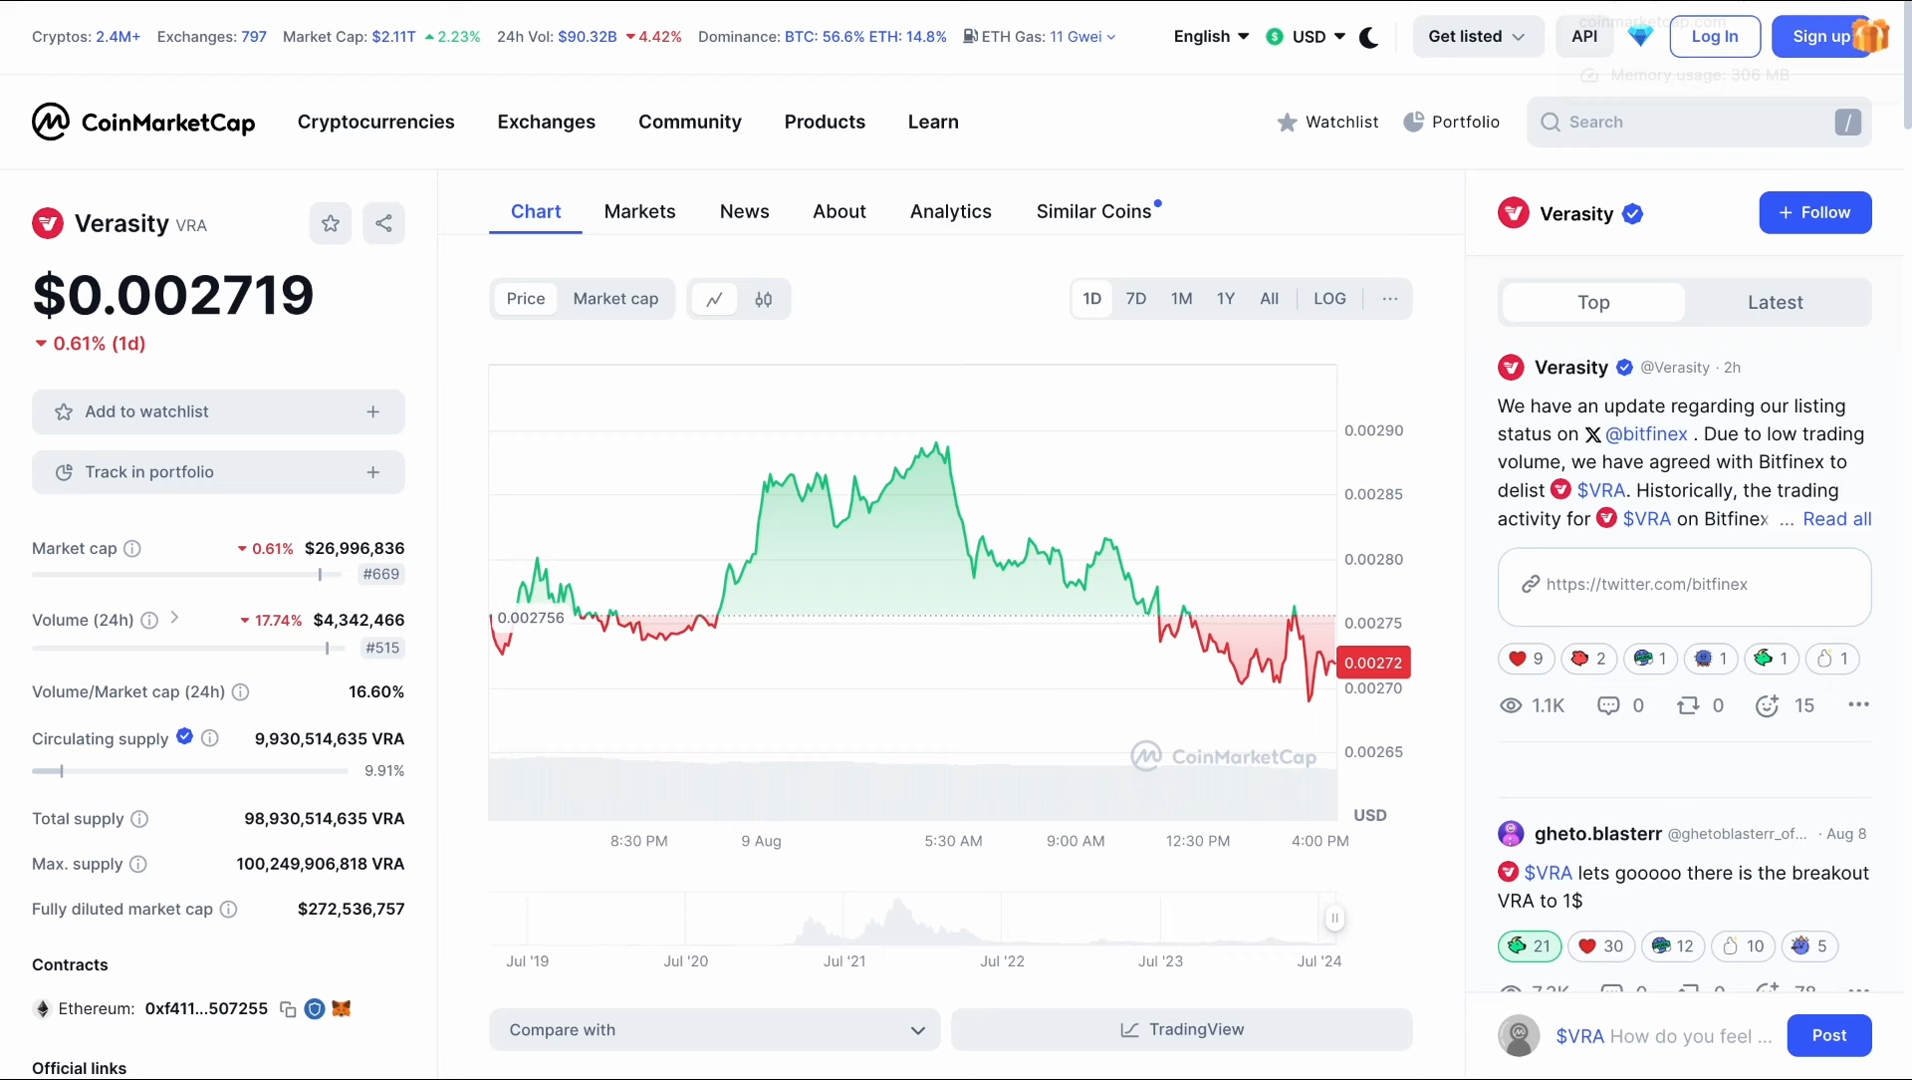 Cryptos: 2.4M+ Exchanges: 797 Market Cap: $2.11T 2.23% 24h Vol: $90.32B 4.42% Dominance: BTC: 56.6% ETH: 14.8% ETH Gas: 11 Gwei English USD Get listed API Log In Sign up
coinmarketcap.com
Memory usage: 306 MB
CoinMarketCap Cryptocurrencies Exchanges Community Products Learn Watchlist Portfolio Search /
Verasity VRA
$0.002719
0.61% (1d)
Add to watchlist +
Track in portfolio +
Market cap 0.61% $26,996,836
#669
Volume (24h) 17.74% $4,342,466
#515
Volume/Market cap (24h) 16.60%
Circulating supply 9,930,514,635 VRA
9.91%
Total supply 98,930,514,635 VRA
Max. supply 100,249,906,818 VRA
Fully diluted market cap $272,536,757
Contracts
Ethereum: 0xf411...507255
Official links
Chart Markets News About Analytics Similar Coins
Price Market cap 1D 7D 1M 1Y All LOG ...
0.00290
0.00285
0.00280
0.002756
0.00275
0.00272
0.00270
0.00265
CoinMarketCap
USD
8:30 PM 9 Aug 5:30 AM 9:00 AM 12:30 PM 4:00 PM
Jul '19 Jul '20 Jul '21 Jul '22 Jul '23 Jul '24
Compare with TradingView
Verasity + Follow
Top Latest
Verasity @Verasity · 2h
We have an update regarding our listing
status on X @bitfinex . Due to low trading
volume, we have agreed with Bitfinex to
delist $VRA. Historically, the trading
activity for $VRA on Bitfinex ... Read all
https://twitter.com/bitfinex
9 2 1 1 1 1
1.1K 0 0 15 ...
gheto.blasterr @ghetoblasterr_of... · Aug 8
$VRA lets gooooo there is the breakout
VRA to 1$
21 30 12 10 5
$VRA How do you feel ... Post